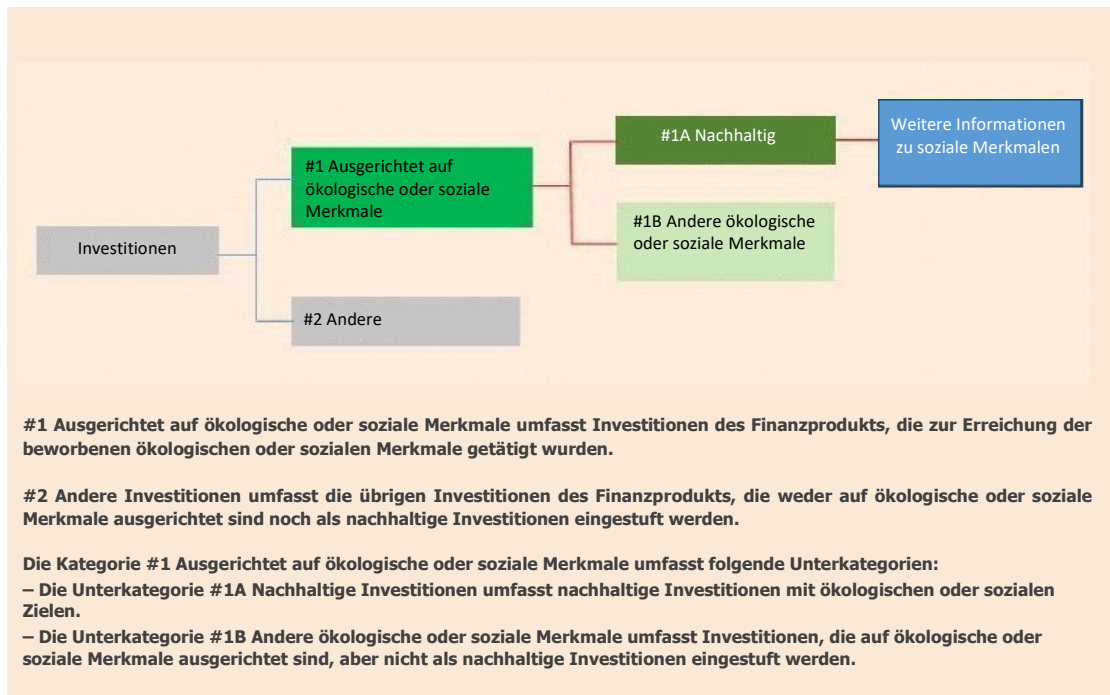 #1A Nachhaltig
Weitere Informationen
zu soziale Merkmalen
#1 Ausgerichtet auf
ökologische oder soziale
Merkmale
#1B Andere ökologische
oder soziale Merkmale
Investitionen
#2 Andere
#1 Ausgerichtet auf ökologische oder soziale Merkmale umfasst Investitionen des Finanzprodukts, die zur Erreichung der
beworbenen ökologischen oder sozialen Merkmale getätigt wurden.
#2 Andere Investitionen umfasst die übrigen Investitionen des Finanzprodukts, die weder auf ökologische oder soziale
Merkmale ausgerichtet sind noch als nachhaltige Investitionen eingestuft werden.
Die Kategorie #1 Ausgerichtet auf ökologische oder soziale Merkmale umfasst folgende Unterkategorien:
– Die Unterkategorie #1A Nachhaltige Investitionen umfasst nachhaltige Investitionen mit ökologischen oder sozialen
Zielen.
– Die Unterkategorie #1B Andere ökologische oder soziale Merkmale umfasst Investitionen, die auf ökologische oder
soziale Merkmale ausgerichtet sind, aber nicht als nachhaltige Investitionen eingestuft werden.